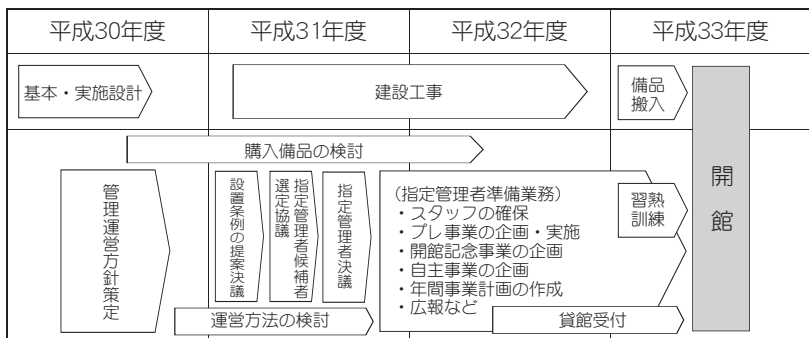 平成30年度
平成31年度
平成32年度
平成33年度
基本・実施設計
建設工事
備品
搬入
購入備品の検討
管理運営方針策定
設置条例の提案決議
指定管理者候補者
選定協議
指定管理者決議
(指定管理者準備業務)
・スタッフの確保
・プレ事業の企画・実施
・開館記念事業の企画
・自主事業の企画
・年間事業計画の作成
・広報など
習熟
訓練
運営方法の検討
貸館受付
開館